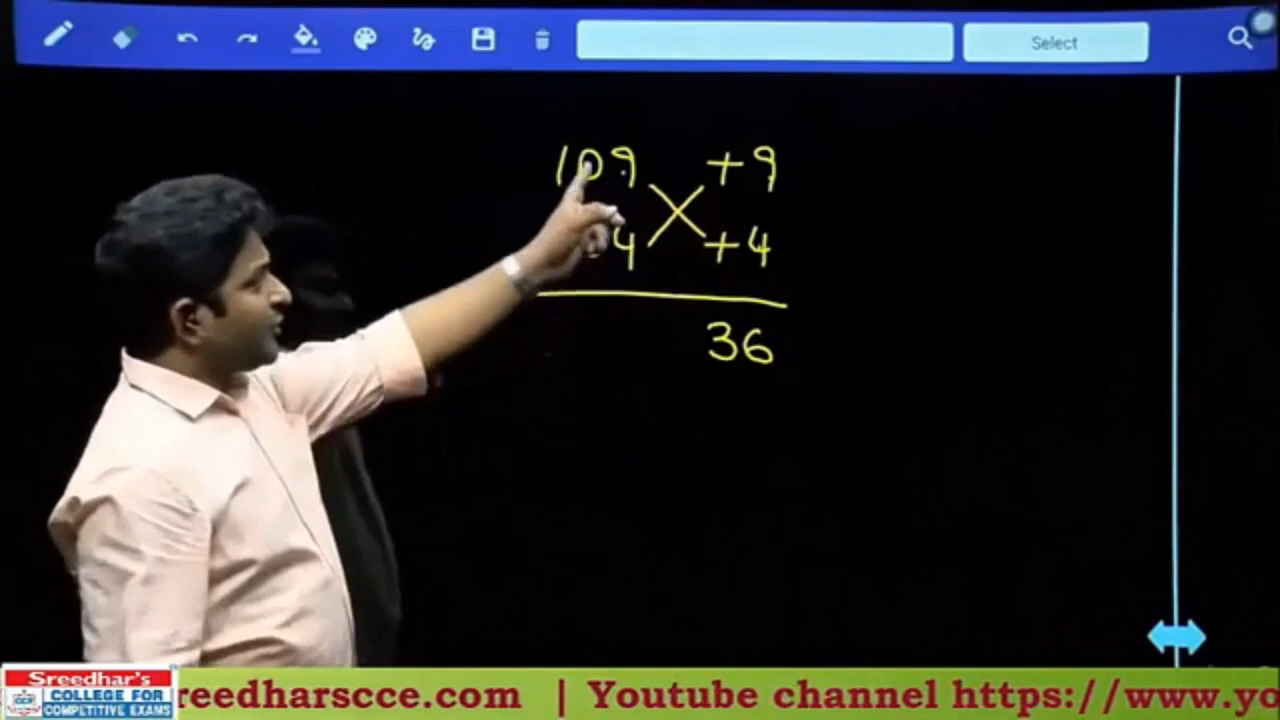 Select
109 +9
4 +4
36
Sreedhar's
COLLEGE FOR
COMPETITIVE EXAMS
reedharscce.com | Youtube channel https://www.yo